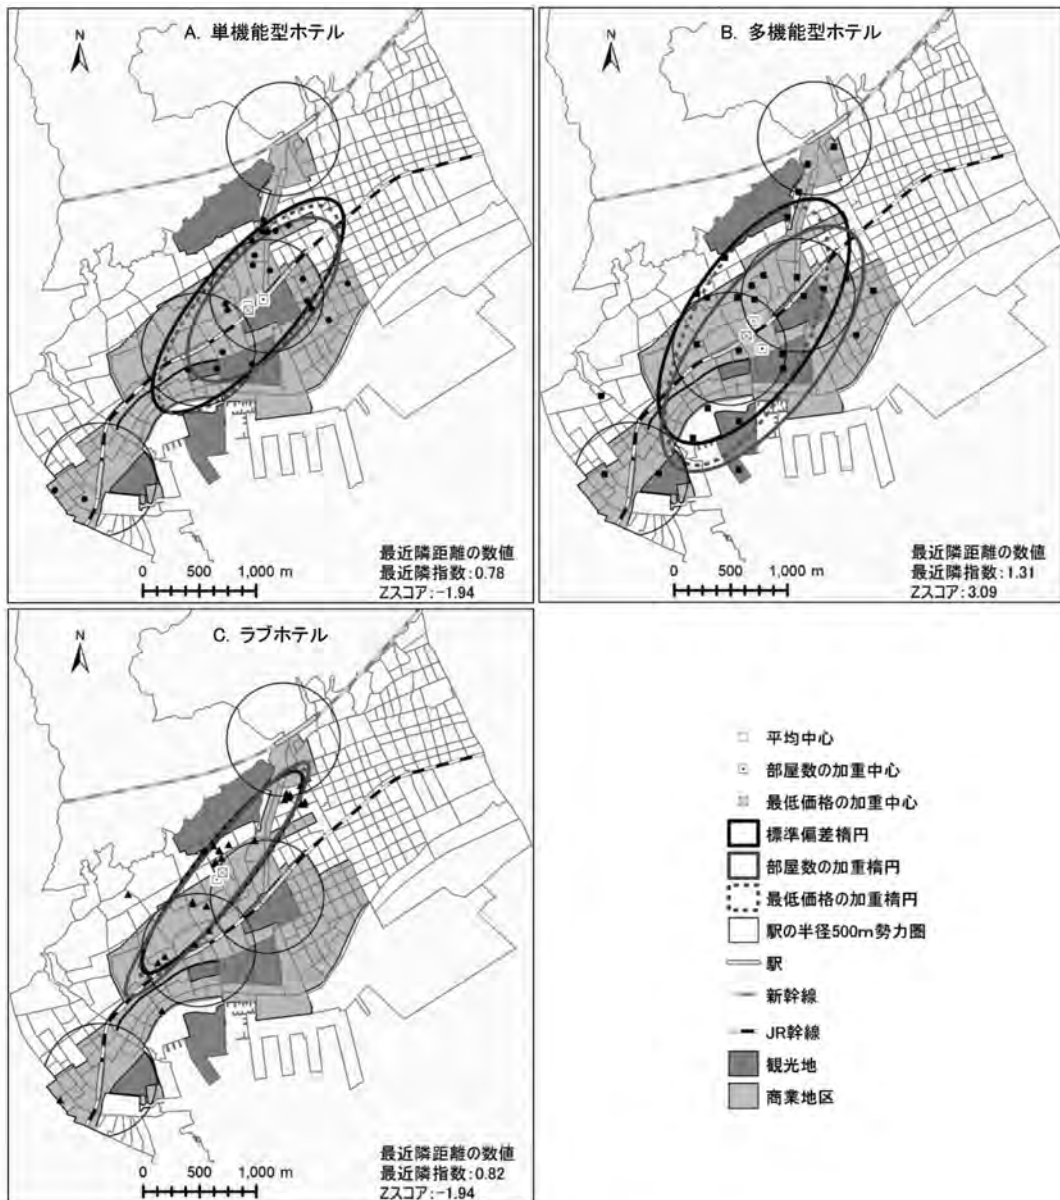 A. 単機能型ホテル
N
最近隣距離の数値
最近隣指数:0.78
Zスコア:-1.94
0 500 1,000 m
B. 多機能型ホテル
N
最近隣距離の数値
最近隣指数:1.31
Zスコア:3.09
0 500 1,000 m
C. ラブホテル
N
最近隣距離の数値
最近隣指数:0.82
Zスコア:-1.94
0 500 1,000 m
平均中心
部屋数の加重中心
最低価格の加重中心
標準偏差楕円
部屋数の加重楕円
最低価格の加重楕円
駅の半径500m勢力圏
駅
新幹線
JR幹線
観光地
商業地区